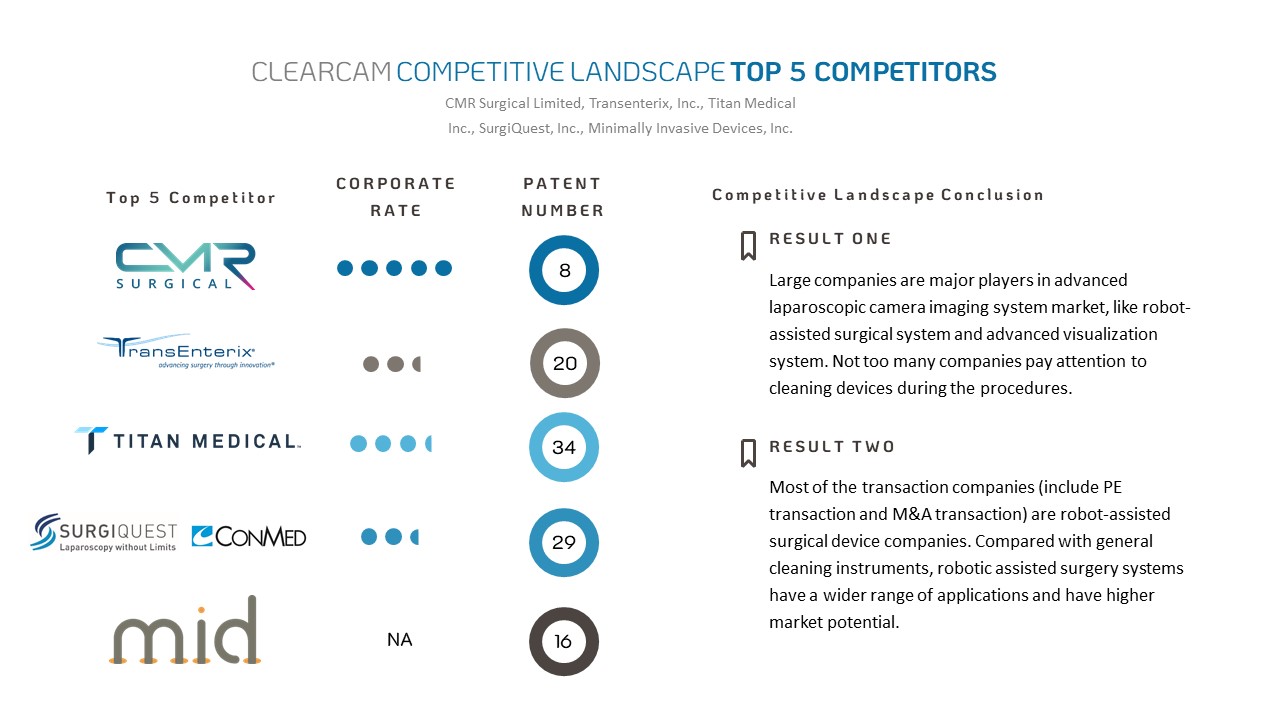 CLEARCAM COMPETITIVE LANDSCAPE TOP 5 COMPETITORS
CMR Surgical Limited, Transenterix, Inc., Titan Medical
Inc., SurgiQuest, Inc., Minimally Invasive Devices, Inc.
Top 5 Competitor
CORPORATE
RATE
PATENT
NUMBER
CMR
SURGICAL
8
TransEnterix®
advancing surgery through innovation®
20
TITAN MEDICAL™
34
SURGIQUEST
Laparoscopy without Limits
CONMED
29
mid
NA
16
Competitive Landscape Conclusion
RESULT ONE
Large companies are major players in advanced
laparoscopic camera imaging system market, like robot-
assisted surgical system and advanced visualization
system. Not too many companies pay attention to
cleaning devices during the procedures.
RESULT TWO
Most of the transaction companies (include PE
transaction and M&A transaction) are robot-assisted
surgical device companies. Compared with general
cleaning instruments, robotic assisted surgery systems
have a wider range of applications and have higher
market potential.